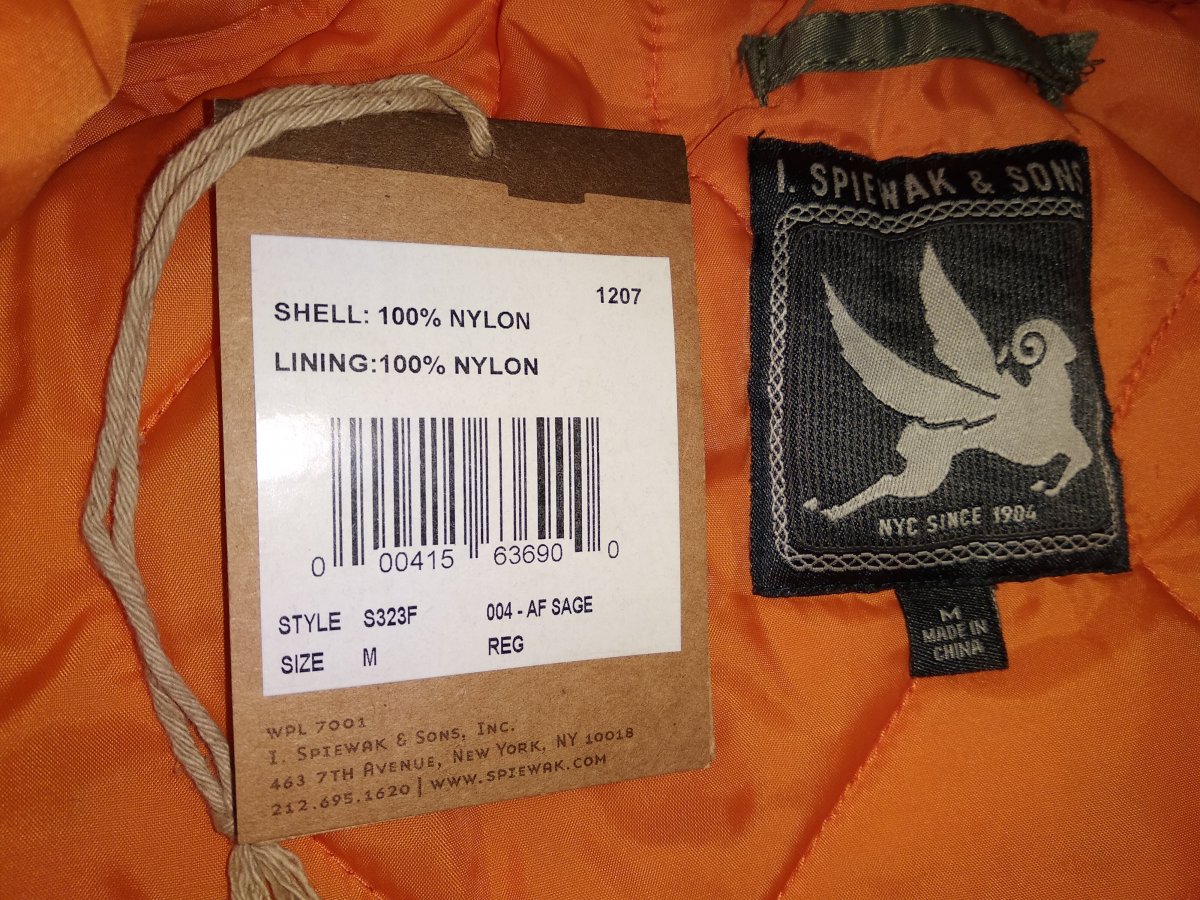 1207
SHELL: 100% NYLON
LINING:100% NYLON
0 00415 63690 0
STYLE S323F 004 - AF SAGE
SIZE M REG
WPL 7001
I. SPIEWAK & SONS, INC.
463 7TH AVENUE, NEW YORK, NY 10018
212.695.1620 | WWW.SPIEWAK.COM
I. SPIEWAK & SONS
NYC SINCE 1904
M
MADE IN
CHINA